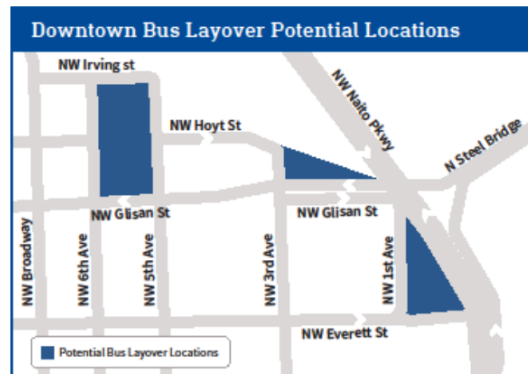 Downtown Bus Layover Potential Locations
NW Irving st
NW Naito Pkwy
NW Hoyt St
N Steel Bridge
NW Glisan St
NW Glisan St
NW Broadway
NW 6th Ave
NW 5th Ave
NW 3rd Ave
NW 1st Ave
NW Everett St
Potential Bus Layover Locations